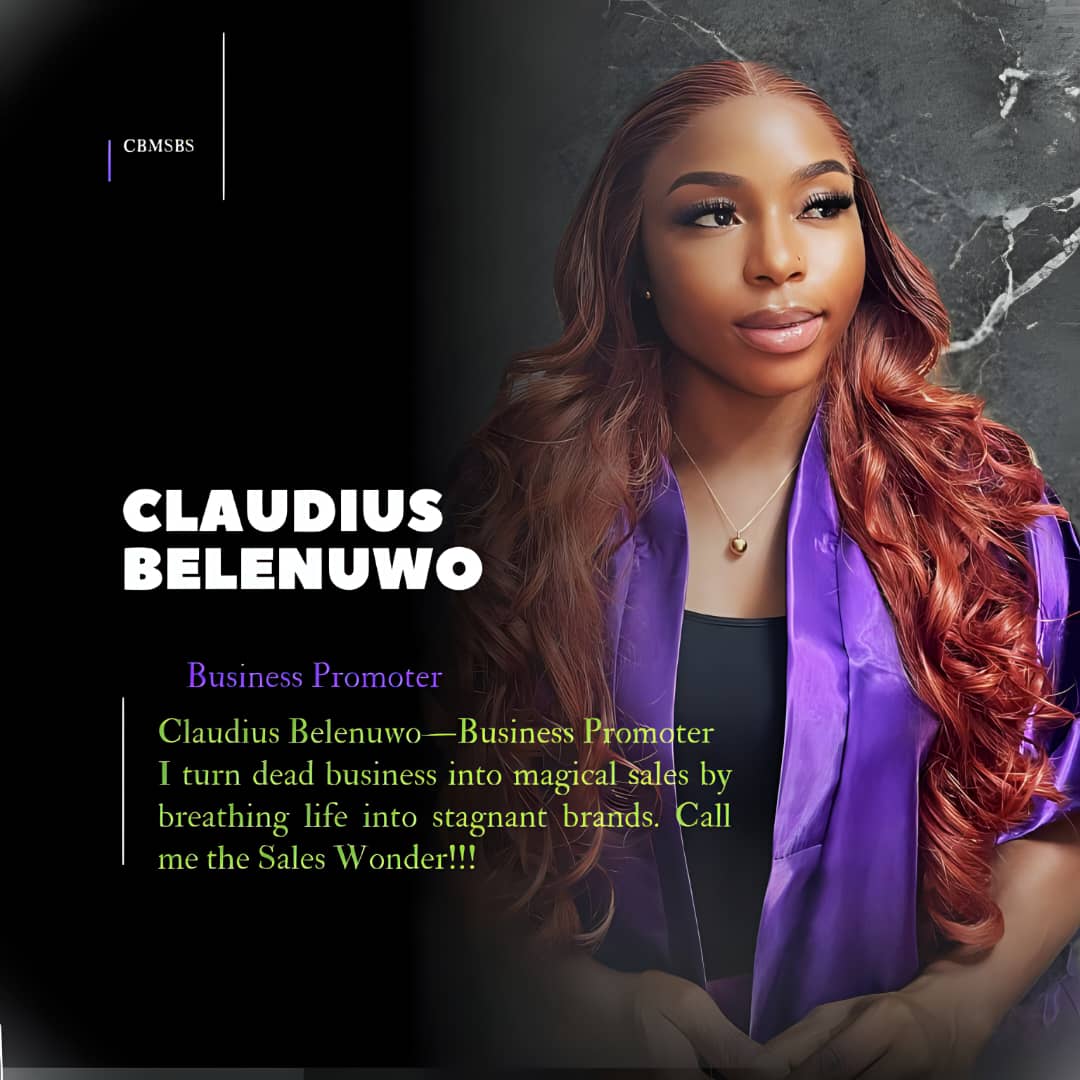 CBMSBS
CLAUDIUS
BELENUWO
Business Promoter
Claudius Belenuwo—Business Promoter
I turn dead business into magical sales by
breathing life into stagnant brands. Call
me the Sales Wonder!!!